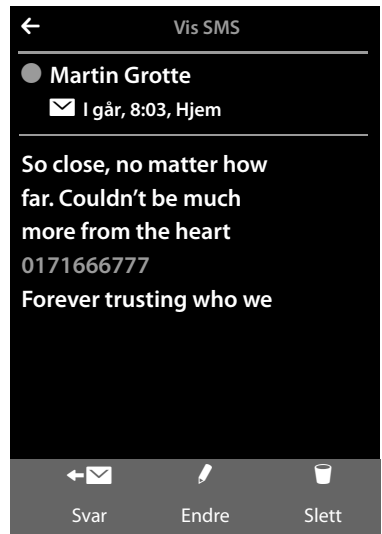 Vis SMS
Martin Grotte
I går, 8:03, Hjem
So close, no matter how
far. Couldn't be much
more from the heart
0171666777
Forever trusting who we
Svar Endre Slett